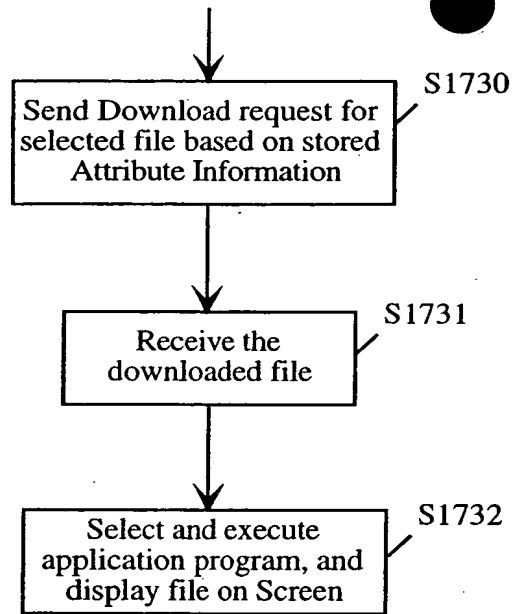 S1730
Send Download request for
selected file based on stored
Attribute Information
S1731
Receive the
downloaded file
S1732
Select and execute
application program, and
display file on Screen